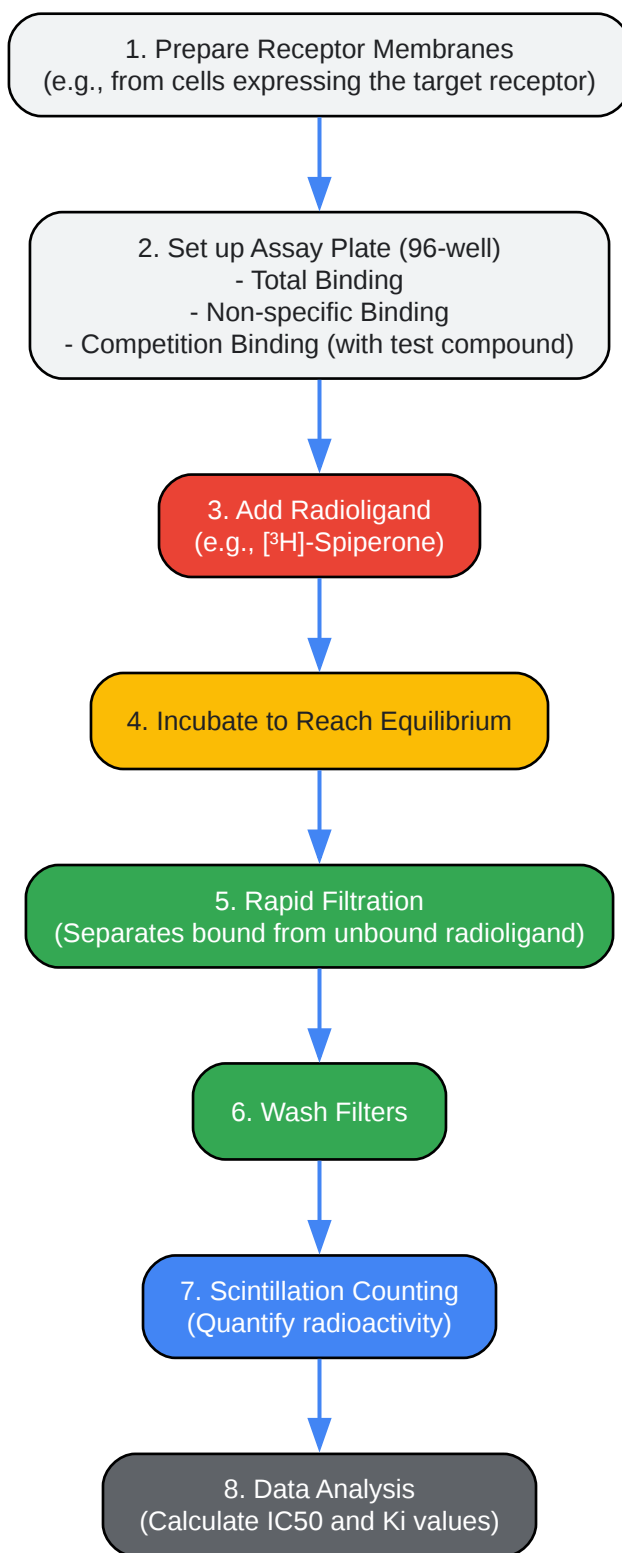 1. Prepare Receptor Membranes
(e.g., from cells expressing the target receptor)
2. Set up Assay Plate (96-well)
- Total Binding
- Non-specific Binding
- Competition Binding (with test compound)
3. Add Radioligand
(e.g., [³H]-Spiperone)
4. Incubate to Reach Equilibrium
5. Rapid Filtration
(Separates bound from unbound radioligand)
6. Wash Filters
7. Scintillation Counting
(Quantify radioactivity)
8. Data Analysis
(Calculate IC50 and Ki values)